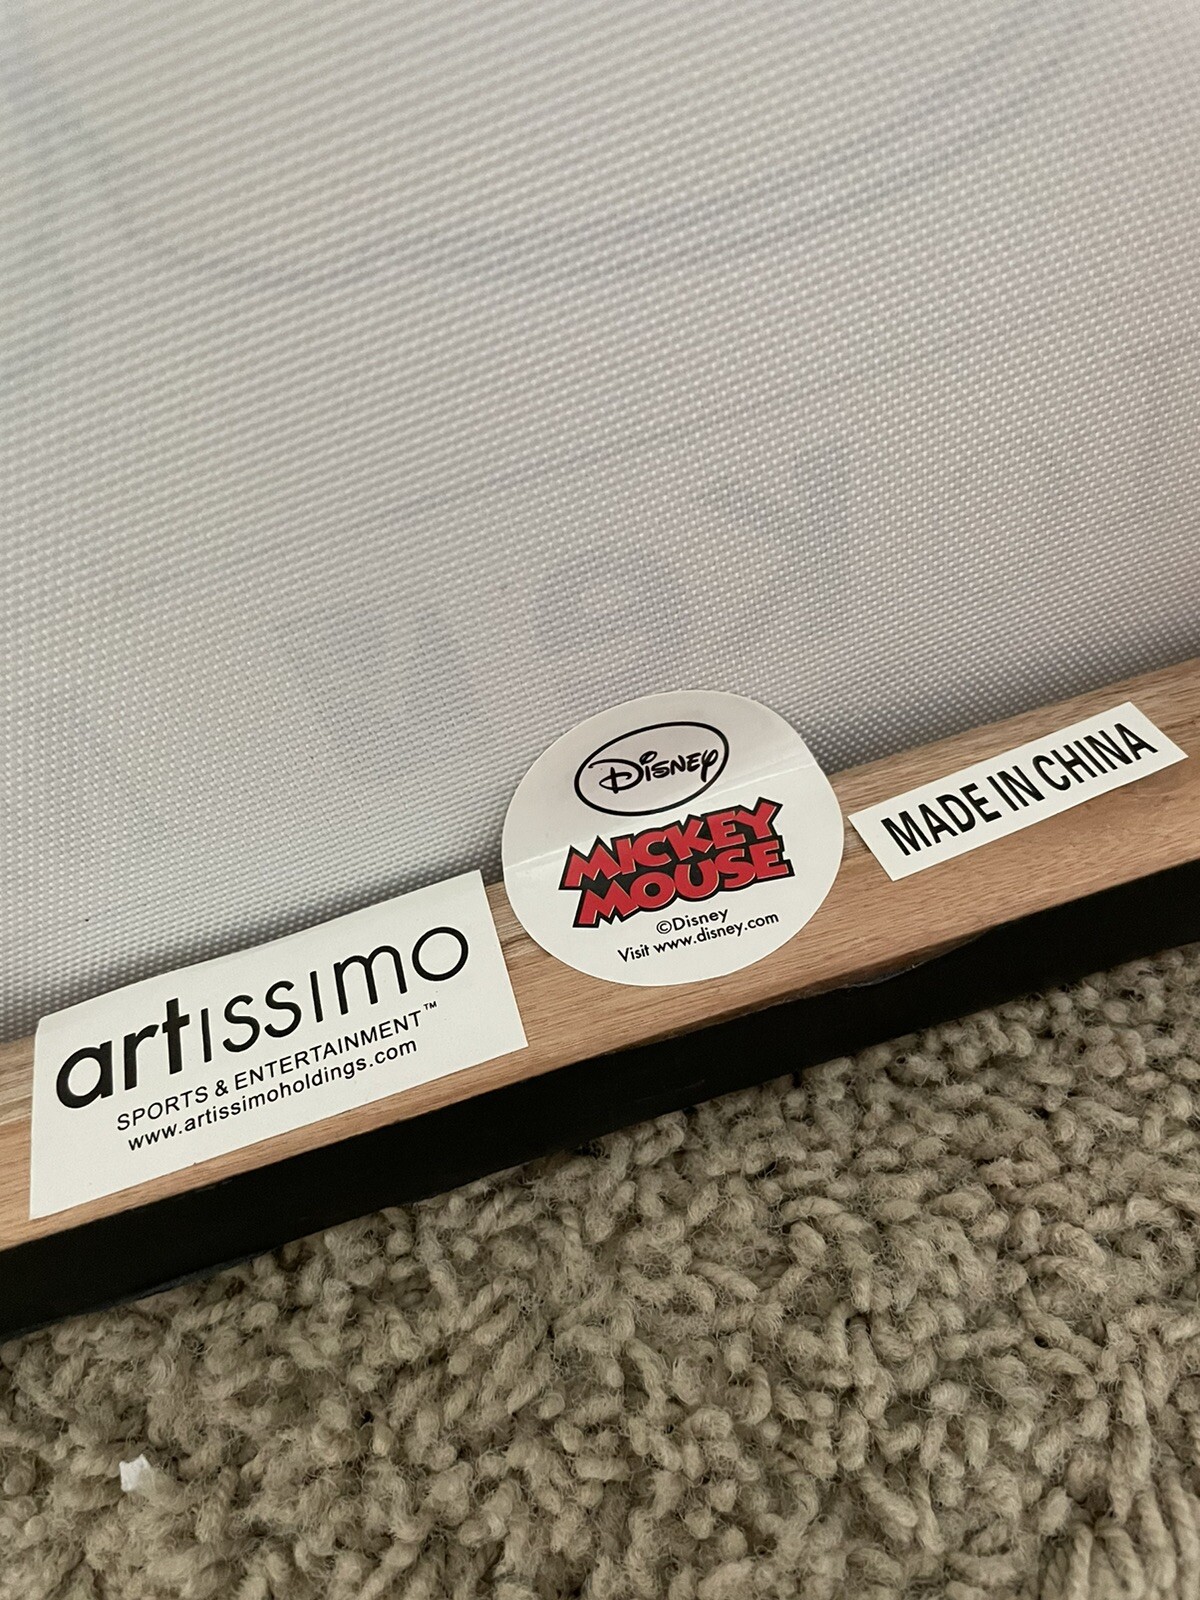 artissimo
SPORTS & ENTERTAINMENT™
www.artissimoholdings.com
Disney
MICKEY
MOUSE
©Disney
Visit www.disney.com
MADE IN CHINA